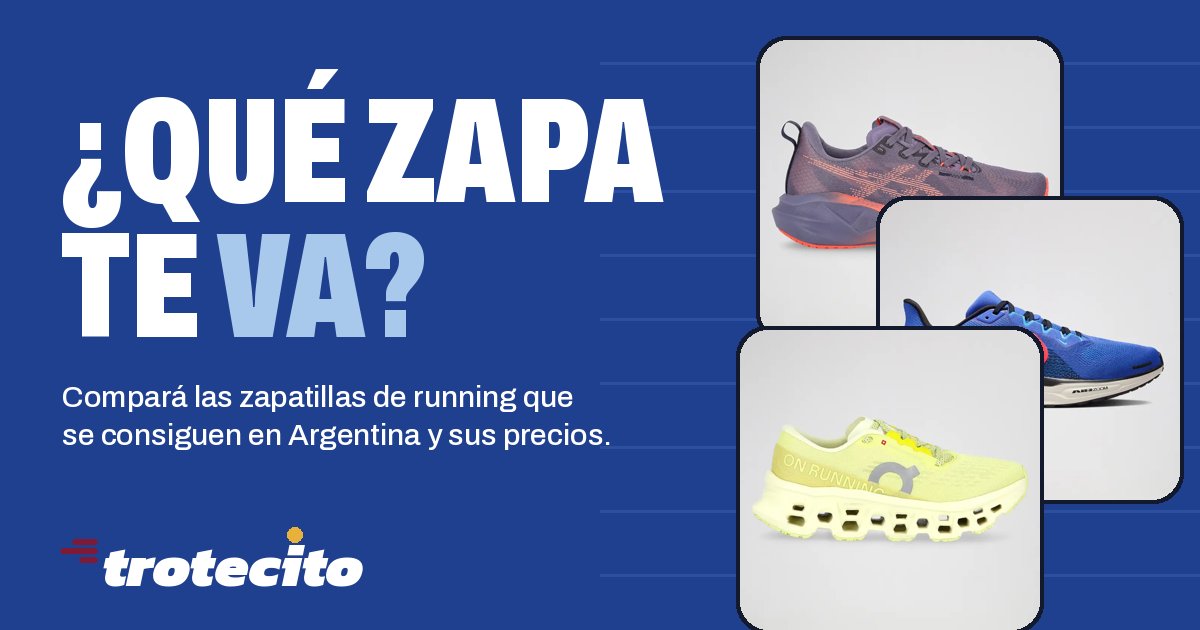 ¿QUÉ ZAPA
TE VA?
Compará las zapatillas de running que
se consiguen en Argentina y sus precios.
trotecito
ON RUNNING